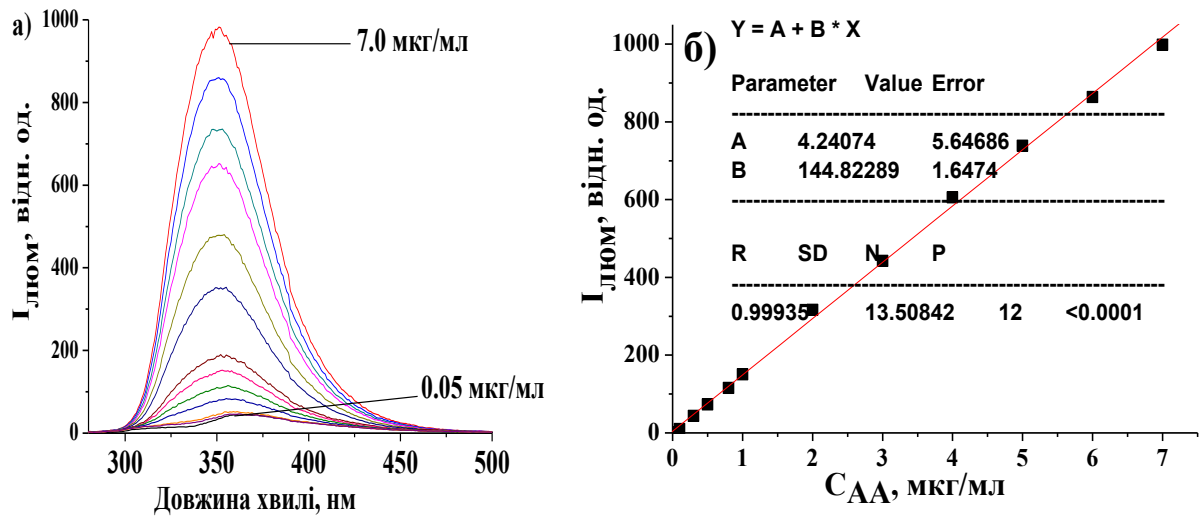 а)
1000
800
600
400
200
0
Iлюм, відн. од.
7.0 мкг/мл
0.05 мкг/мл
300 350 400 450 500
Довжина хвилі, нм
б)
Y = A + B * X
Parameter Value Error
A 4.24074 5.64686
B 144.82289 1.6474
R SD N P
0.99935 13.50842 12 <0.0001
1000
800
600
400
200
0
Iлюм, відн. од.
0 1 2 3 4 5 6 7
CАА, мкг/мл